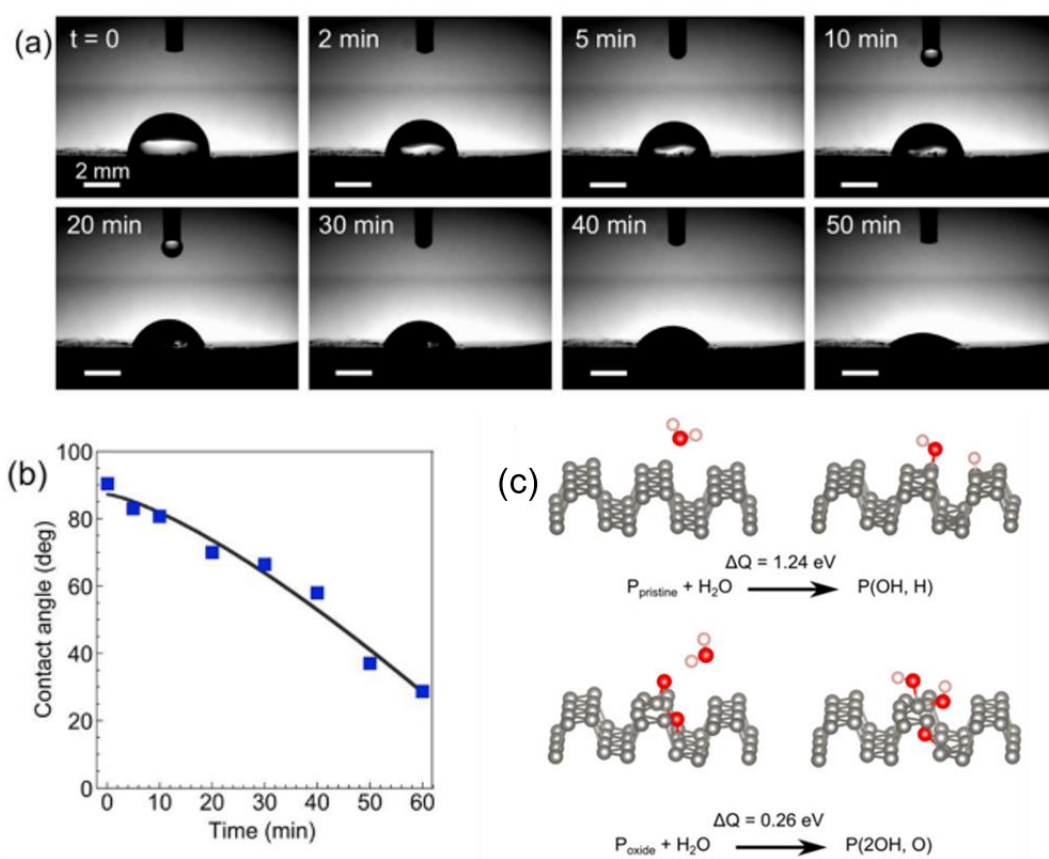 (a)
t = 0
2 min
5 min
10 min
2 mm
20 min
30 min
40 min
50 min
(b)
100
80
60
40
20
0
Contact angle (deg)
0 10 20 30 40 50 60
Time (min)
(c)
ΔQ = 1.24 eV
P_pristine + H₂O P(OH, H)
ΔQ = 0.26 eV
P_oxide + H₂O P(2OH, O)